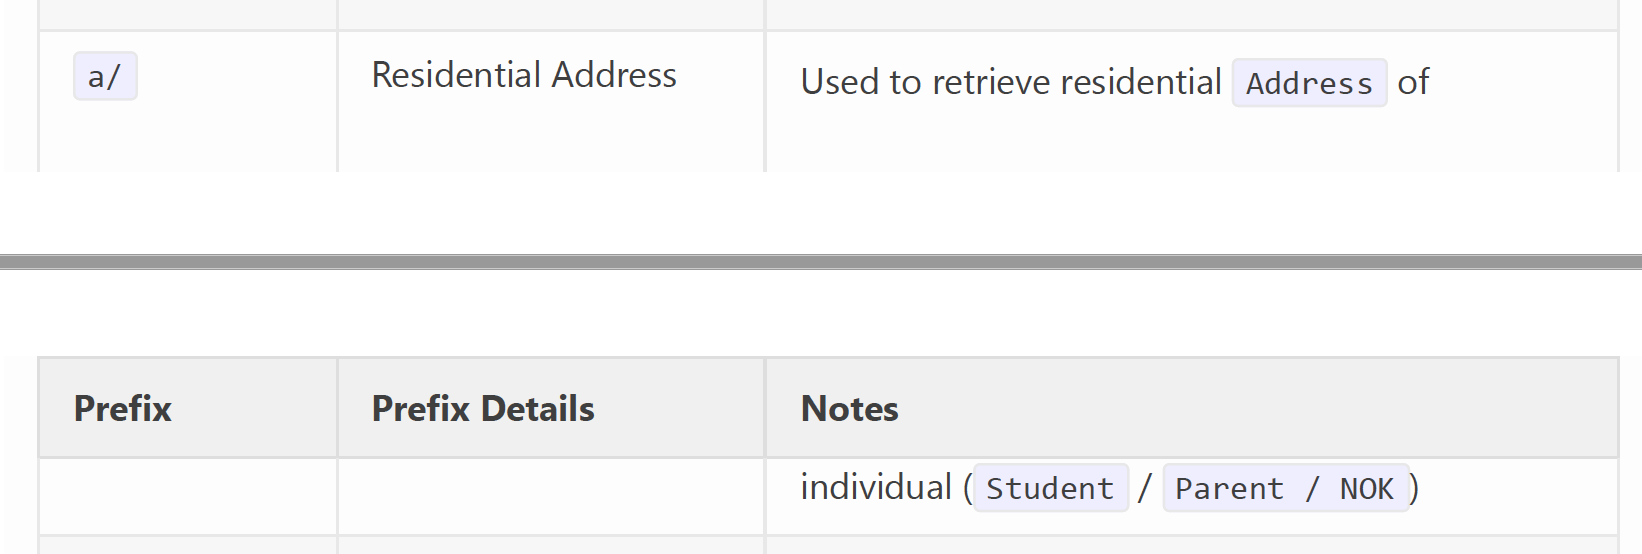 a/ Residential Address Used to retrieve residential Address of
Prefix Prefix Details Notes
individual (Student / Parent / NOK)